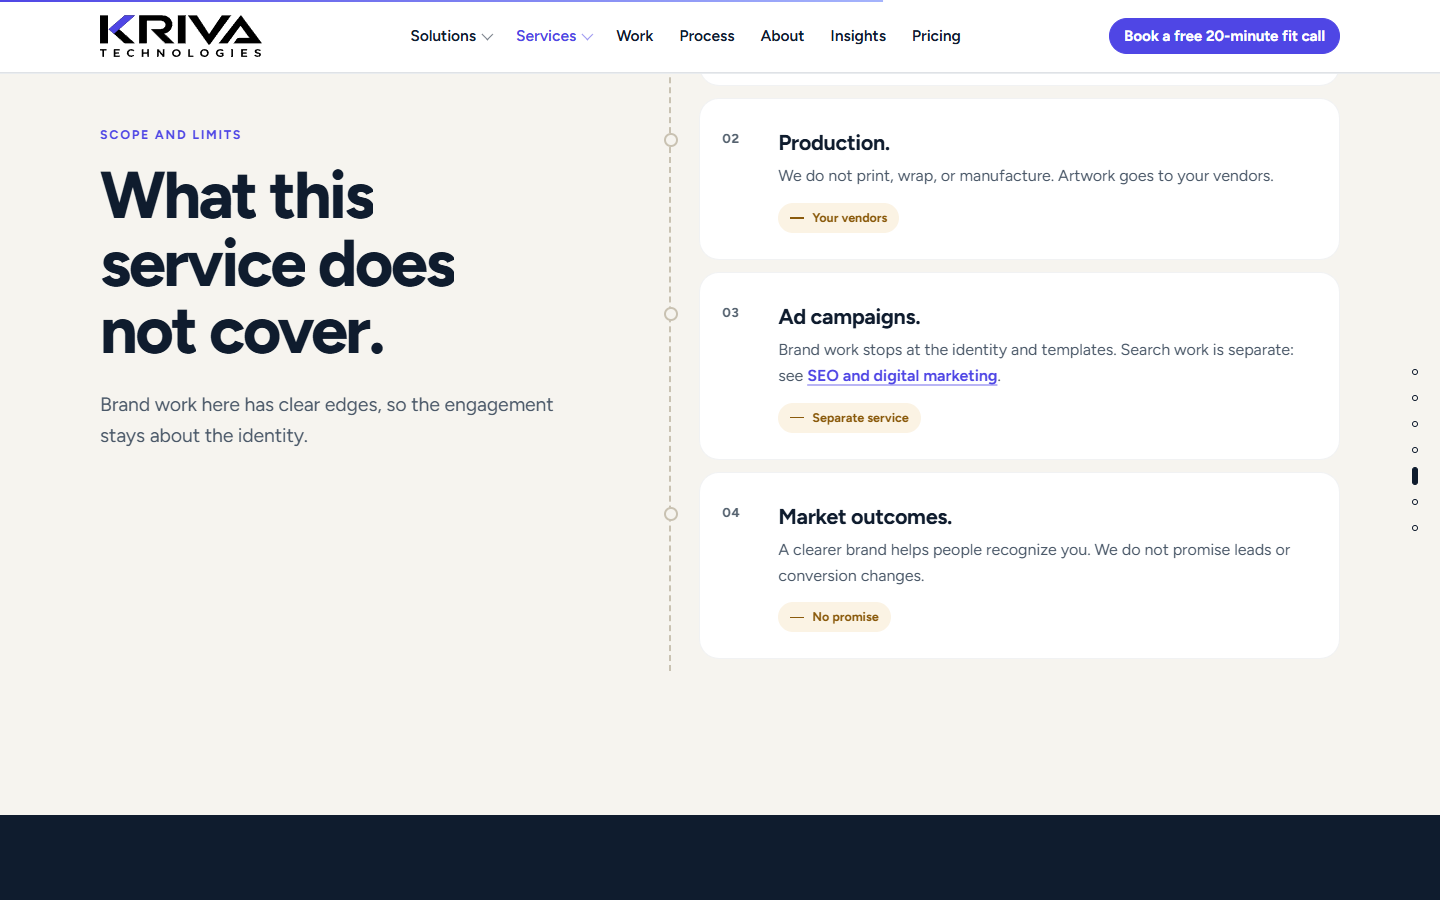 KRIVA
TECHNOLOGIES
Solutions
Services
Work
Process
About
Insights
Pricing
Book a free 20-minute fit call
SCOPE AND LIMITS
What this
service does
not cover.
Brand work here has clear edges, so the engagement
stays about the identity.
02
Production.
We do not print, wrap, or manufacture. Artwork goes to your vendors.
— Your vendors
03
Ad campaigns.
Brand work stops at the identity and templates. Search work is separate:
see SEO and digital marketing.
— Separate service
04
Market outcomes.
A clearer brand helps people recognize you. We do not promise leads or
conversion changes.
— No promise